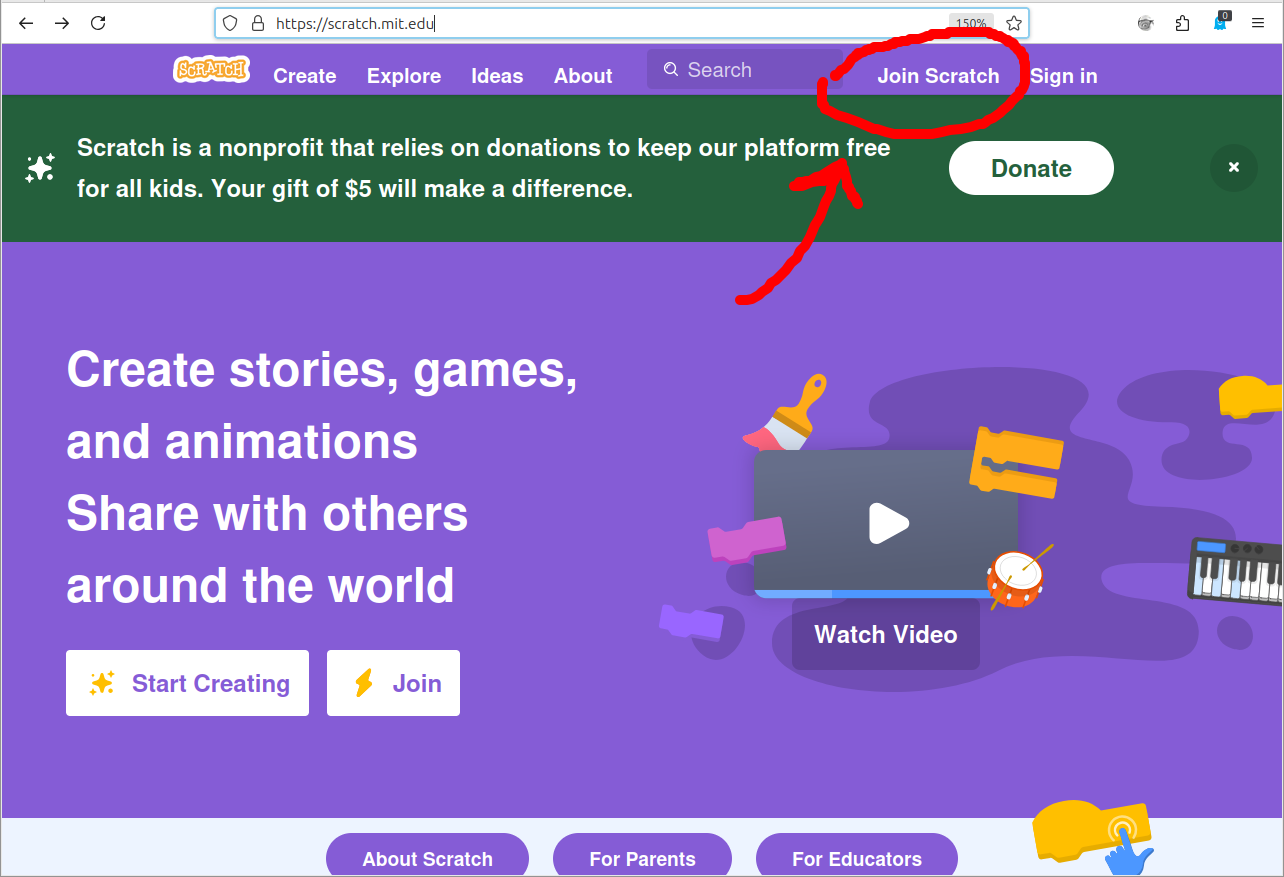 https://scratch.mit.edu 150%
0
SCRATCH Create Explore Ideas About Search Join Scratch Sign in
Scratch is a nonprofit that relies on donations to keep our platform free
for all kids. Your gift of $5 will make a difference.
Donate
Create stories, games,
and animations
Share with others
around the world
Start Creating Join
Watch Video
About Scratch For Parents For Educators